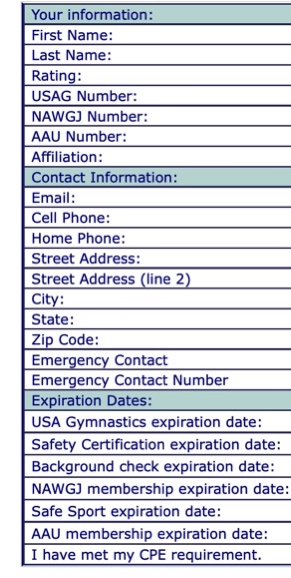 Your information:
First Name:
Last Name:
Rating:
USAG Number:
NAWGJ Number:
AAU Number:
Affiliation:
Contact Information:
Email:
Cell Phone:
Home Phone:
Street Address:
Street Address (line 2)
City:
State:
Zip Code:
Emergency Contact
Emergency Contact Number
Expiration Dates:
USA Gymnastics expiration date:
Safety Certification expiration date:
Background check expiration date:
NAWGJ membership expiration date:
Safe Sport expiration date:
AAU membership expiration date:
I have met my CPE requirement.